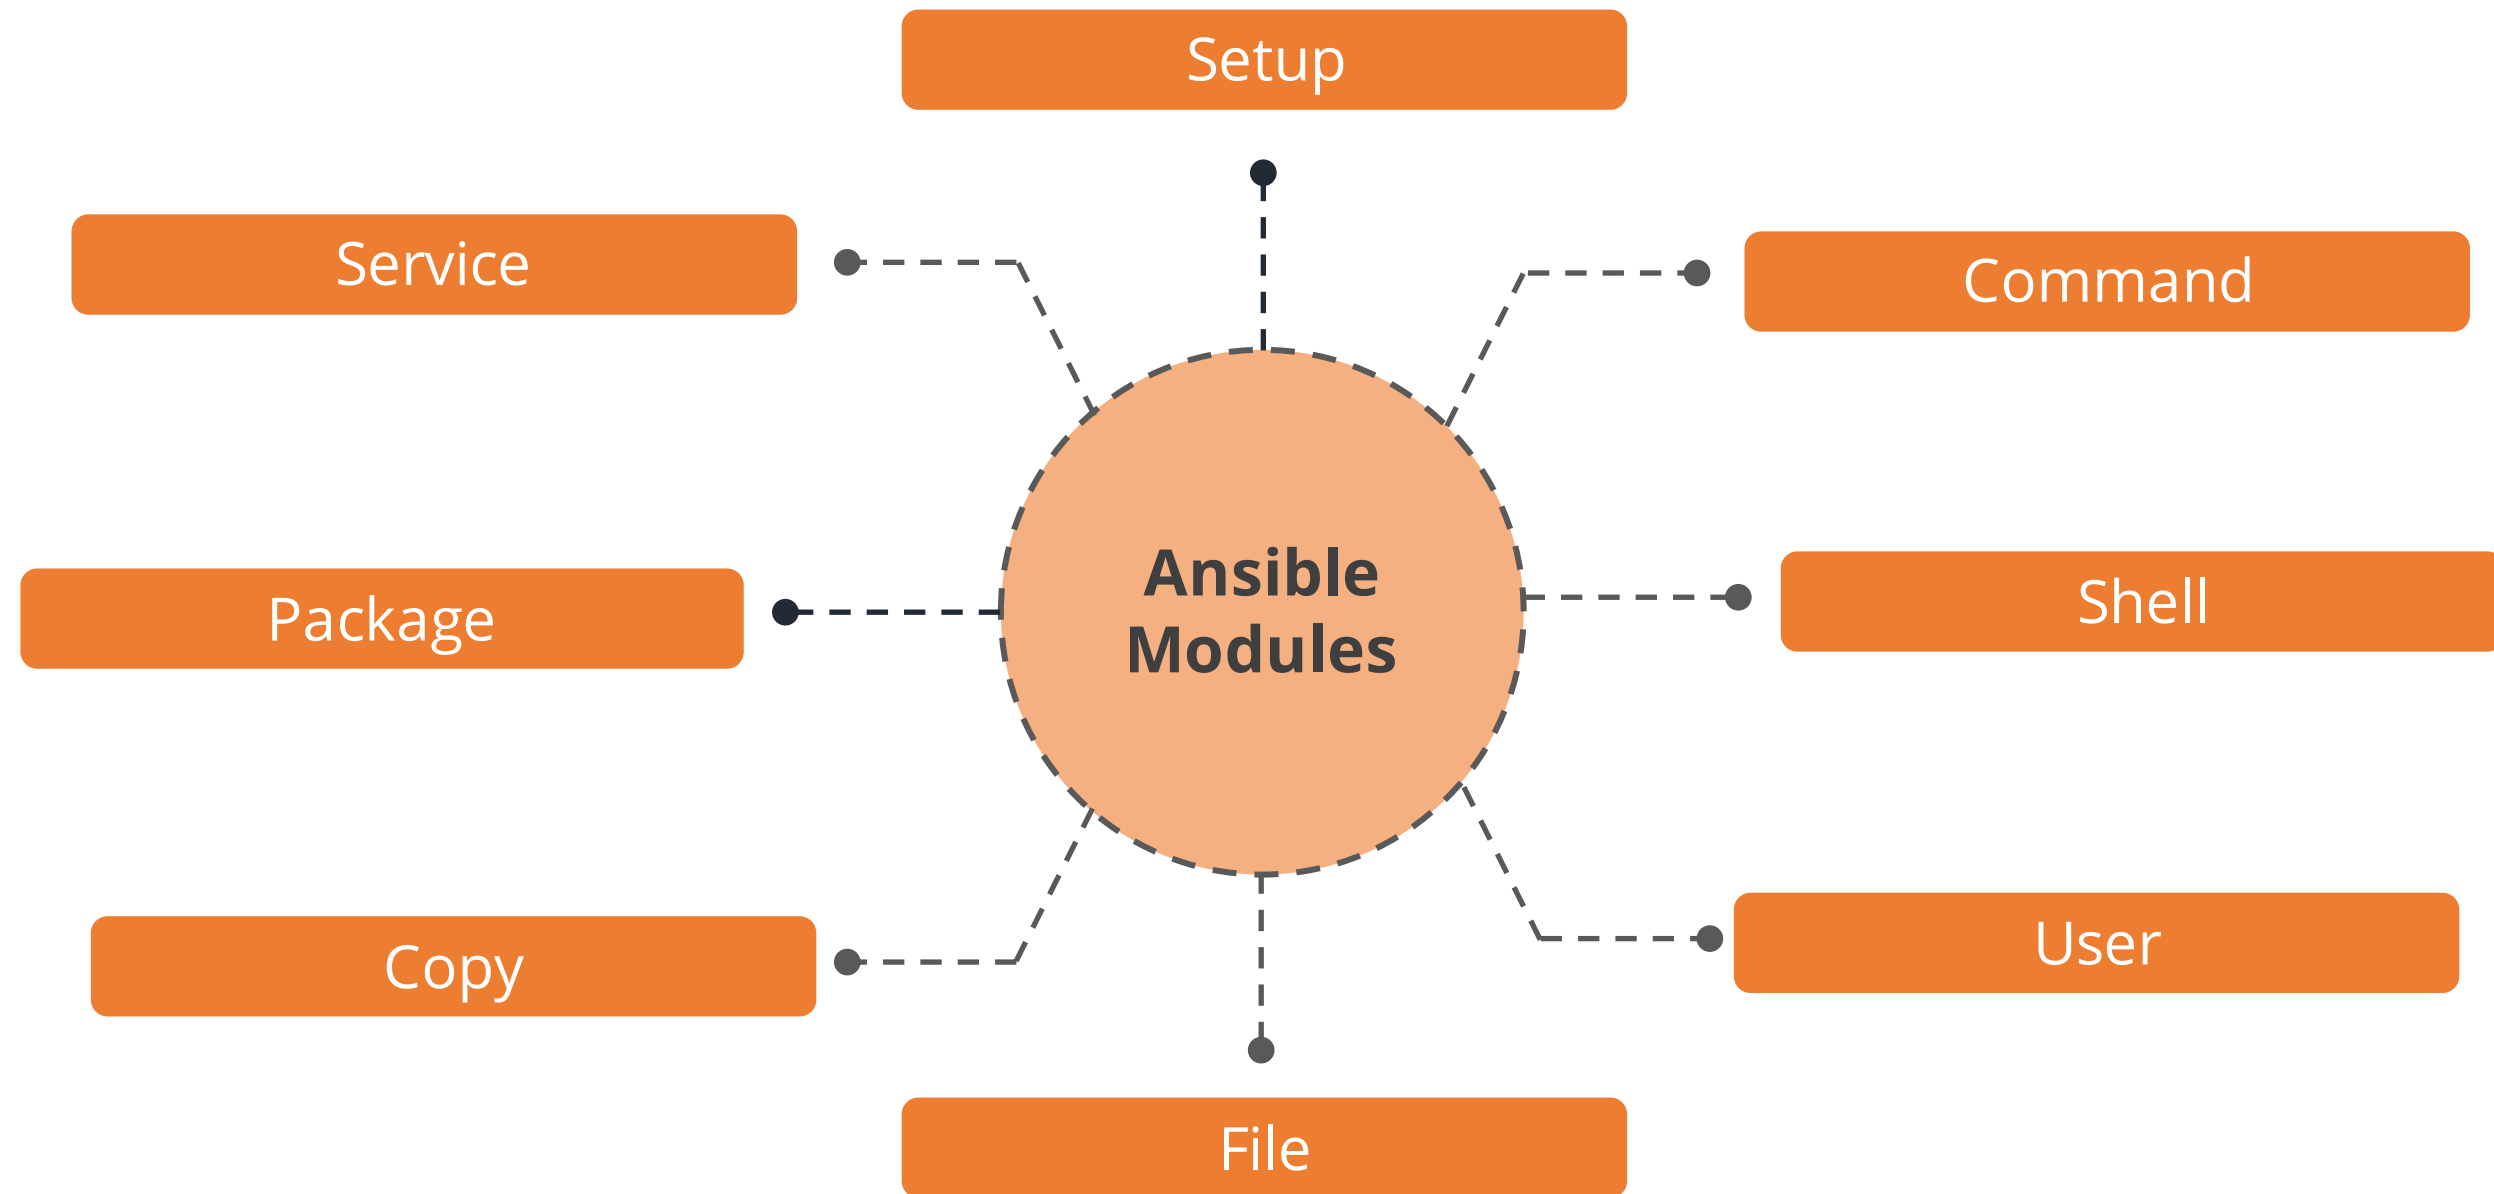 Setup
Service
Command
Ansible
Modules
Package
Shell
Copy
User
File